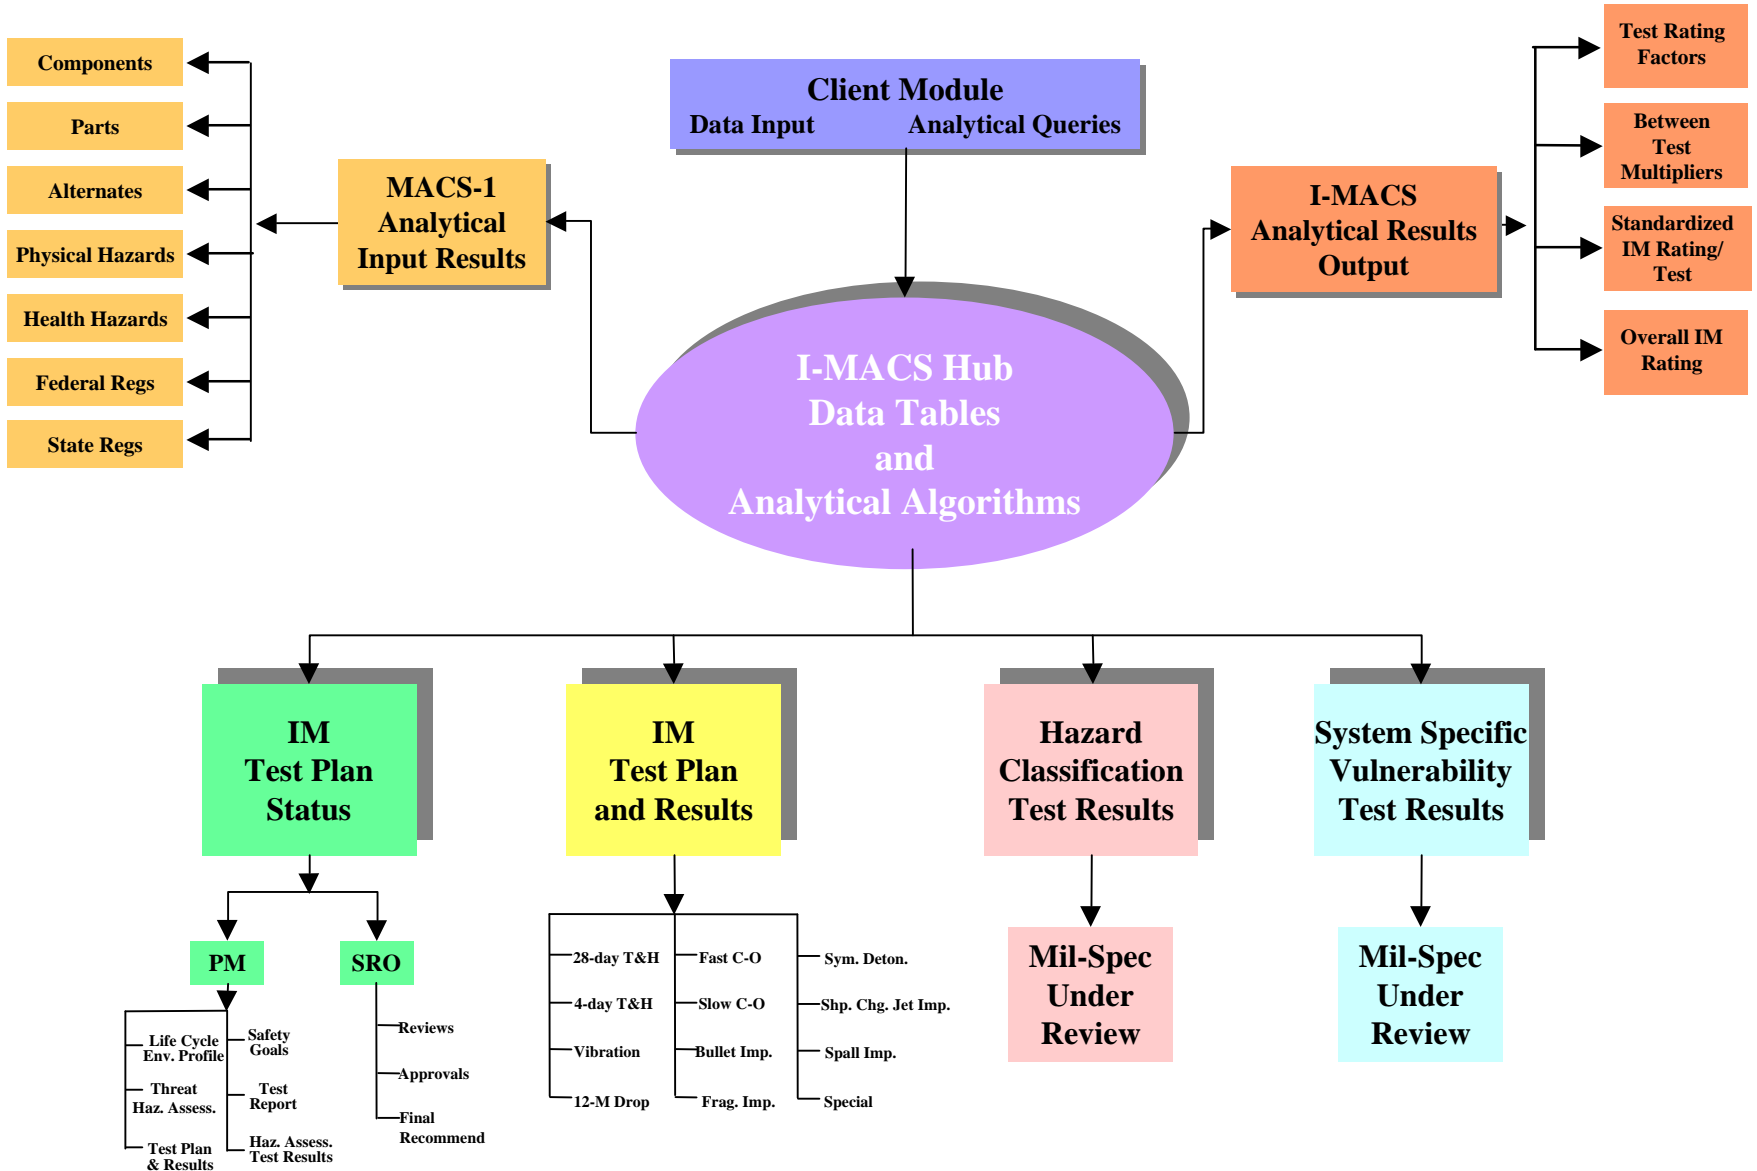 Components
Parts
Alternates
Physical Hazards
Health Hazards
Federal Regs
State Regs
MACS-1
Analytical
Input Results
Client Module
Data Input Analytical Queries
I-MACS
Analytical Results
Output
Test Rating
Factors
Between
Test
Multipliers
Standardized
IM Rating/
Test
Overall IM
Rating
I-MACS Hub
Data Tables
and
Analytical Algorithms
IM
Test Plan
Status
PM
Life Cycle
Env. Profile
Threat
Haz. Assess.
Test Plan
& Results
Safety
Goals
Test
Report
Haz. Assess.
Test Results
SRO
Reviews
Approvals
Final
Recommend
IM
Test Plan
and Results
28-day T&H
4-day T&H
Vibration
12-M Drop
Fast C-O
Slow C-O
Bullet Imp.
Frag. Imp.
Sym. Deton.
Shp. Chg. Jet Imp.
Spall Imp.
Special
Hazard
Classification
Test Results
Mil-Spec
Under
Review
System Specific
Vulnerability
Test Results
Mil-Spec
Under
Review